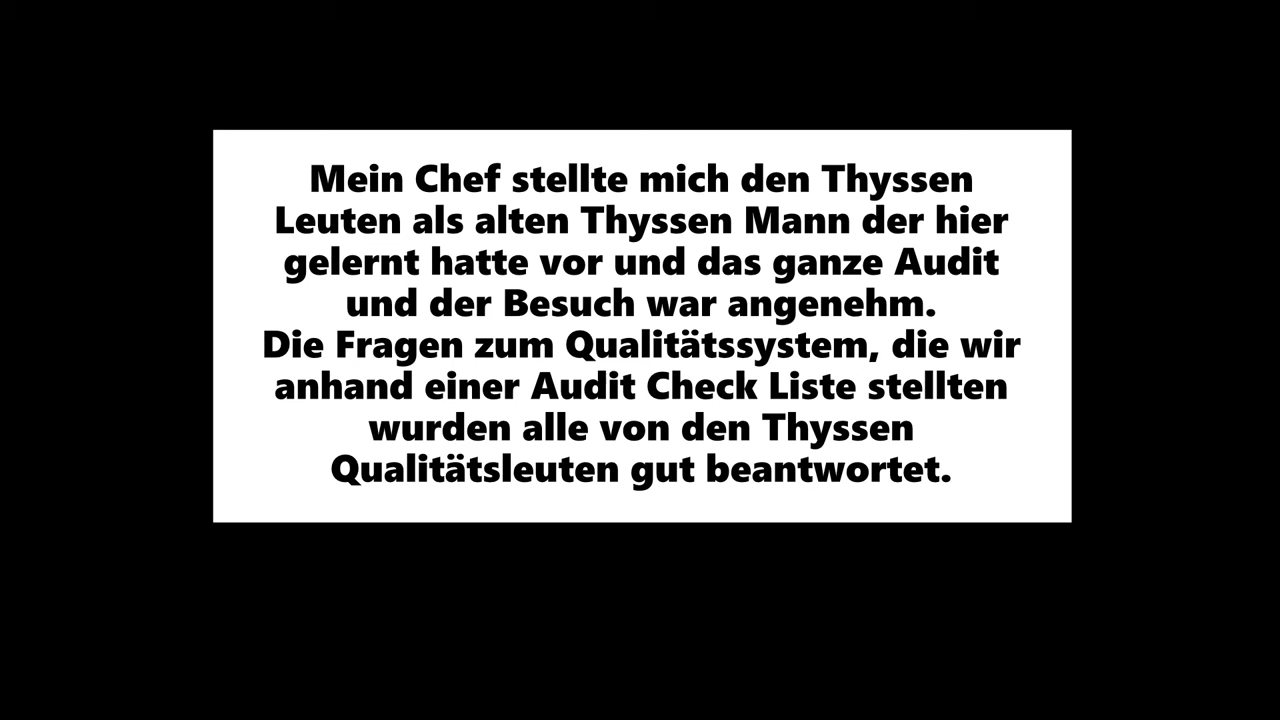 Mein Chef stellte mich den Thyssen
Leuten als alten Thyssen Mann der hier
gelernt hatte vor und das ganze Audit
und der Besuch war angenehm.
Die Fragen zum Qualitätssystem, die wir
anhand einer Audit Check Liste stellten
wurden alle von den Thyssen
Qualitätsleuten gut beantwortet.